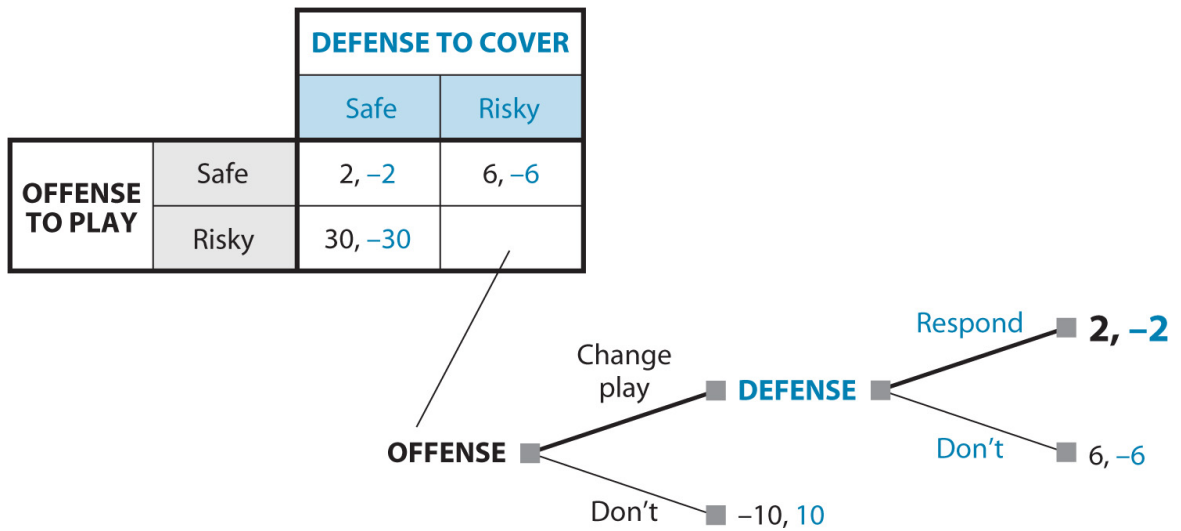 DEFENSE TO COVER
Safe Risky
OFFENSE
TO PLAY
Safe 2, –2 6, –6
Risky 30, –30
Respond 2, –2
Change
play
DEFENSE
OFFENSE
Don't 6, –6
Don't –10, 10